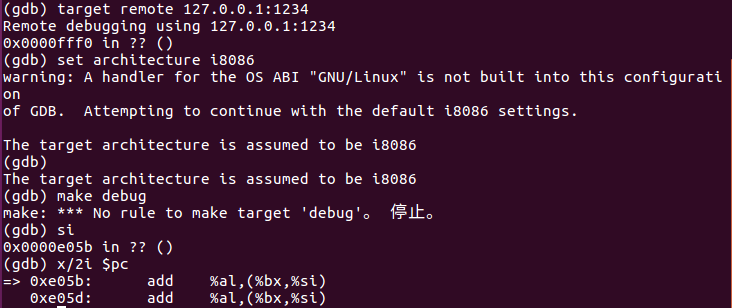 (gdb) target remote 127.0.0.1:1234
Remote debugging using 127.0.0.1:1234
0x0000fff0 in ?? ()
(gdb) set architecture i8086
warning: A handler for the OS ABI "GNU/Linux" is not built into this configurati
on
of GDB.  Attempting to continue with the default i8086 settings.

The target architecture is assumed to be i8086
(gdb)
The target architecture is assumed to be i8086
(gdb) make debug
make: *** No rule to make target 'debug'。 停止。
(gdb) si
0x0000e05b in ?? ()
(gdb) x/2i $pc
=> 0xe05b:      add    %al,(%bx,%si)
   0xe05d:      add    %al,(%bx,%si)